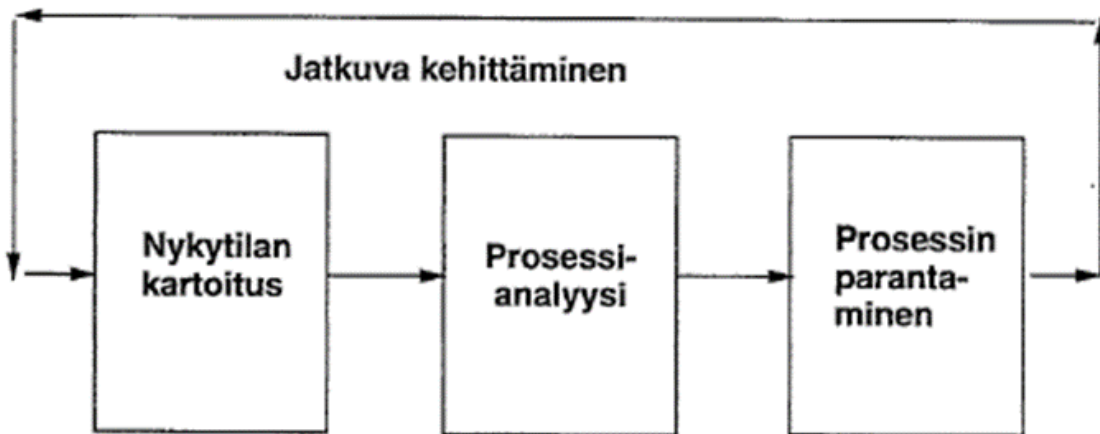 Jatkuva kehittäminen
Nykytilan
kartoitus
Prosessi-
analyysi
Prosessin
paranta-
minen